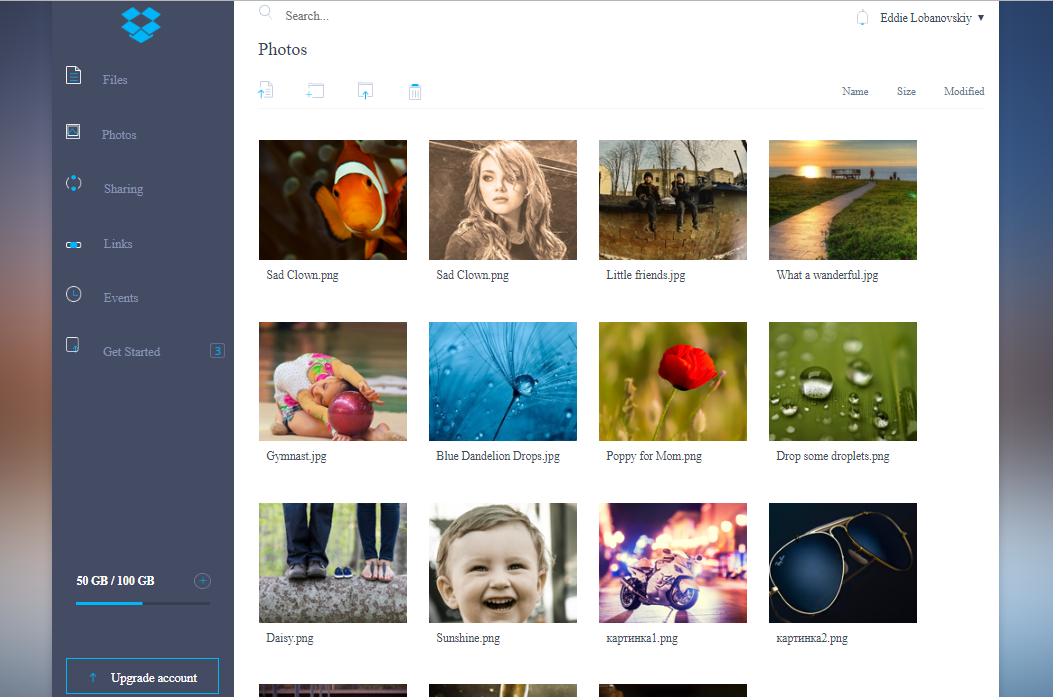 Search...
Eddie Lobanovskiy ▼
Photos
Name Size Modified
Files
Photos
Sharing
Links
Events
Get Started 3
50 GB / 100 GB
Upgrade account
Sad Clown.png Sad Clown.png Little friends.jpg What a wanderful.jpg
Gymnast.jpg Blue Dandelion Drops.jpg Poppy for Mom.png Drop some droplets.png
Daisy.png Sunshine.png картинка1.png картинка2.png